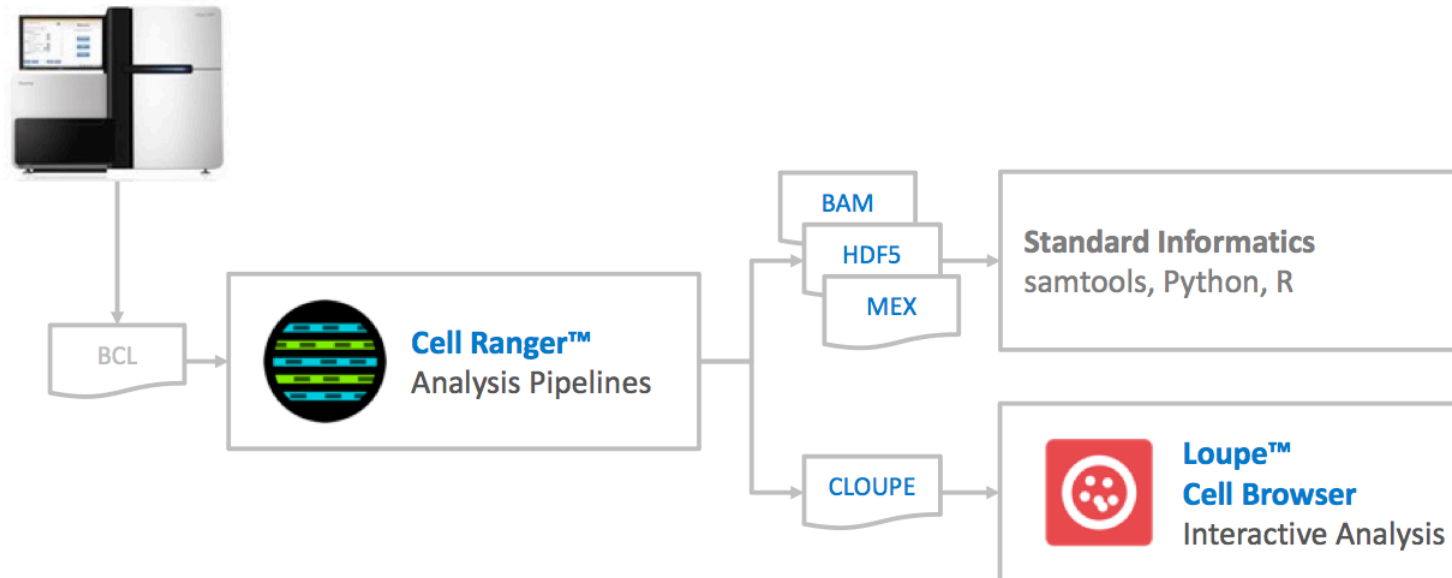 BCL
Cell Ranger™
Analysis Pipelines
BAM
HDF5
MEX
Standard Informatics
samtools, Python, R
CLOUPE
Loupe™
Cell Browser
Interactive Analysis